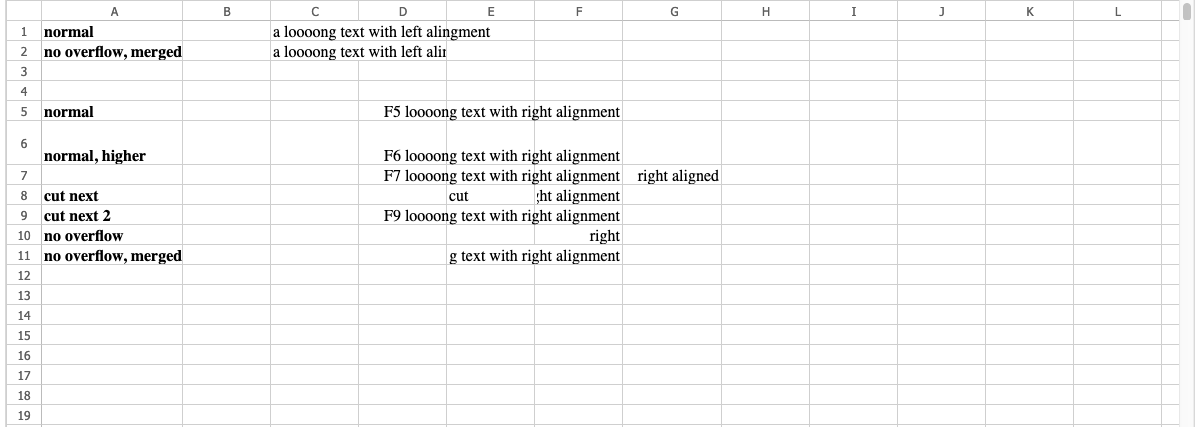 A B C D E F G H I J K L
1 normal a loooong text with left alingment
2 no overflow, merged a loooong text with left alin
3
4
5 normal F5 loooong text with right alignment
6 normal, higher F6 loooong text with right alignment
7 F7 loooong text with right alignment right aligned
8 cut next cut ght alignment
9 cut next 2 F9 loooong text with right alignment
10 no overflow right
11 no overflow, merged g text with right alignment
12
13
14
15
16
17
18
19